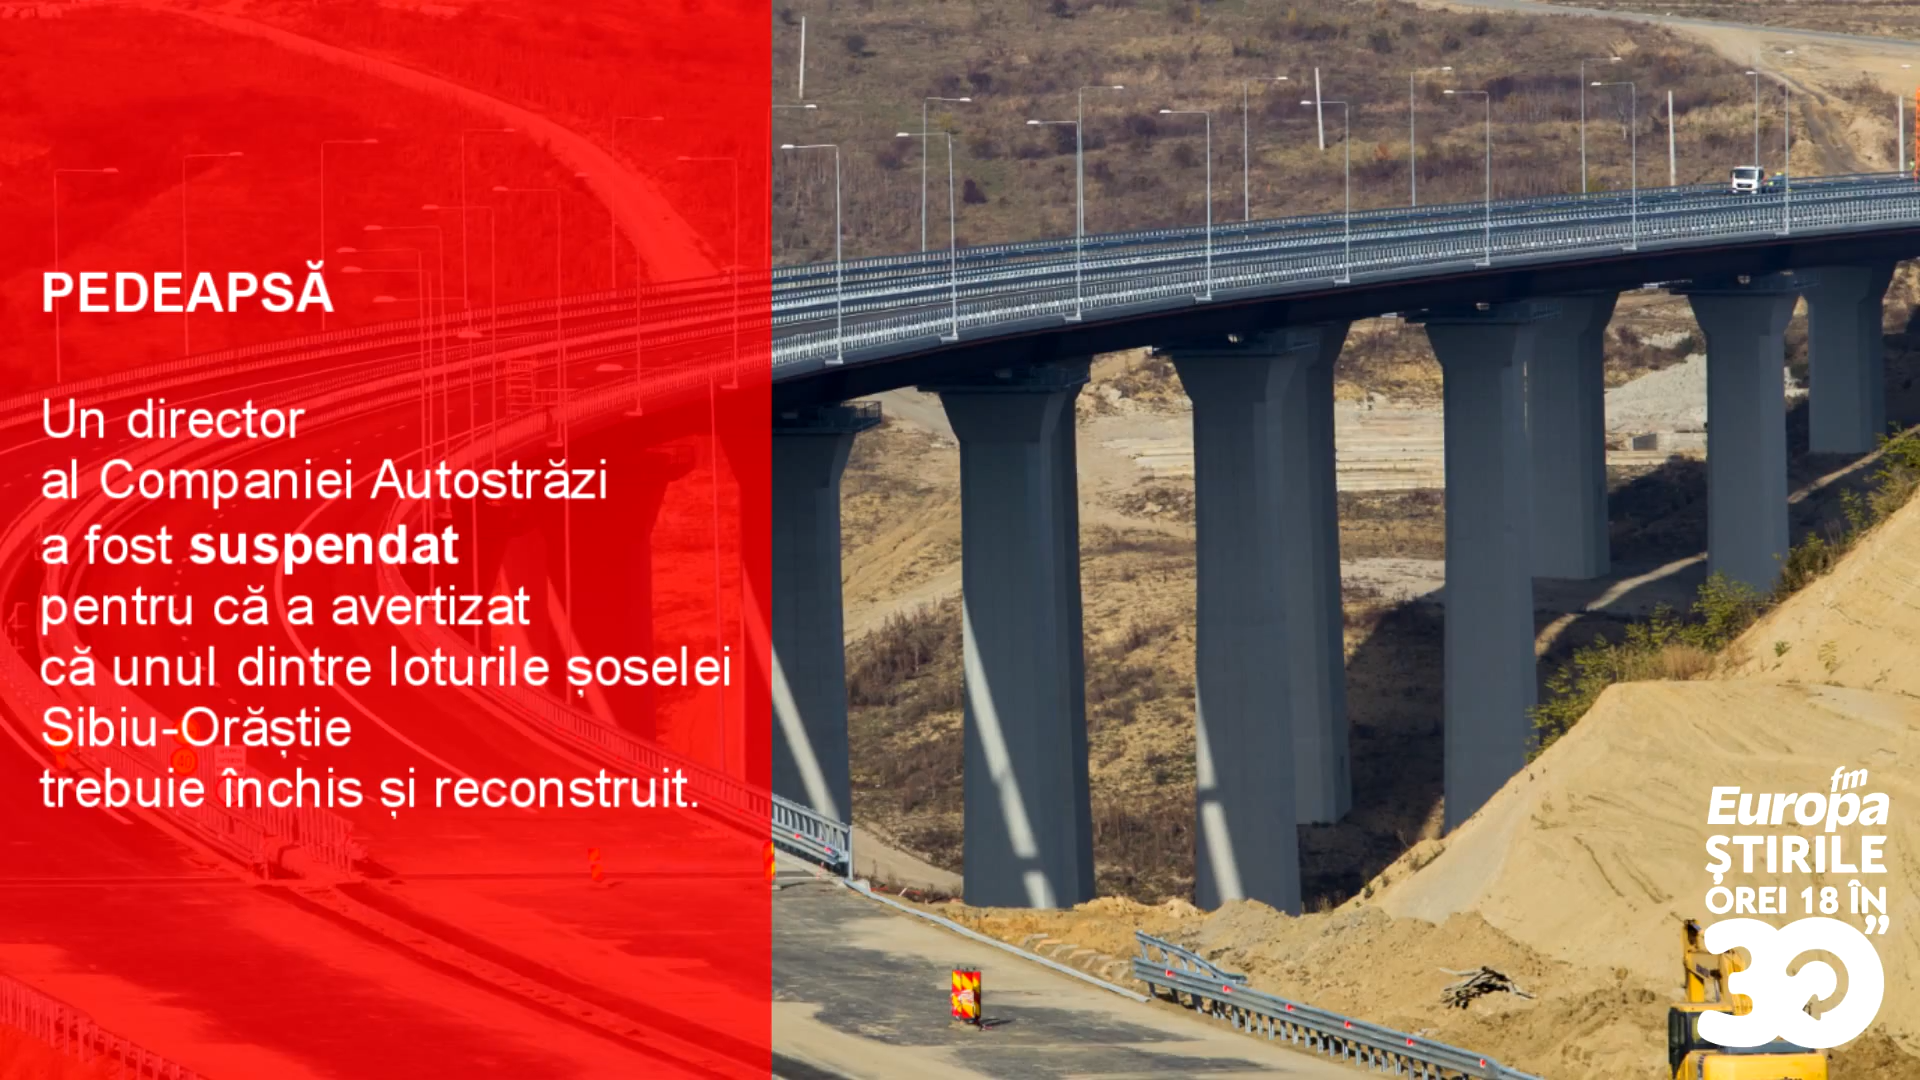 PEDEAPSĂ
Un director
al Companiei Autostrăzi
a fost suspendat
pentru că a avertizat
că unul dintre loturile șoselei
Sibiu-Orăștie
trebuie închis și reconstruit.
Europa fm
ȘTIRILE
OREI 18 ÎN
30”